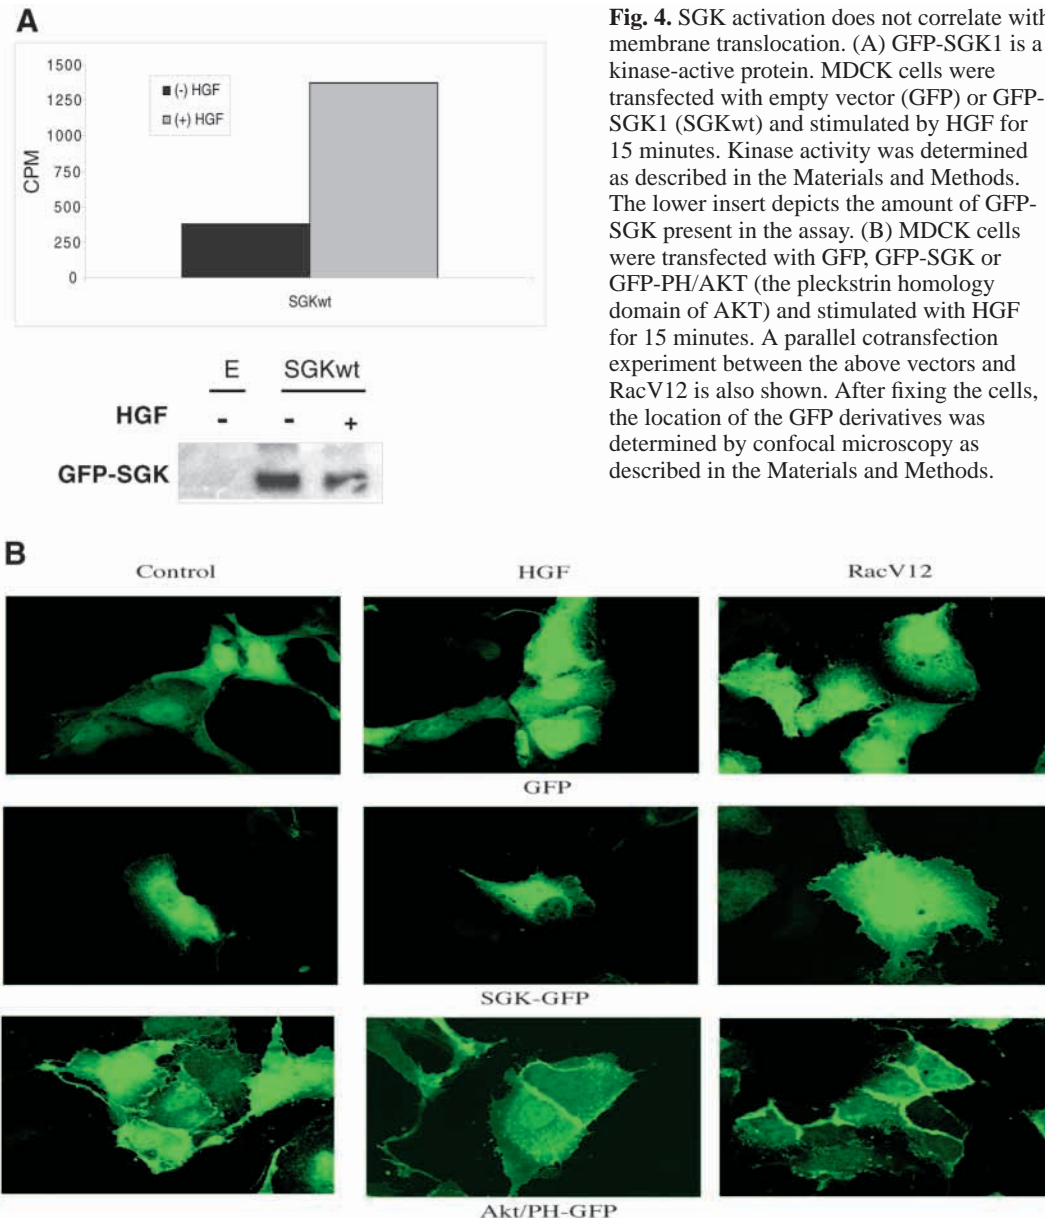 A
Fig. 4. SGK activation does not correlate with
membrane translocation. (A) GFP-SGK1 is a
kinase-active protein. MDCK cells were
transfected with empty vector (GFP) or GFP-
SGK1 (SGKwt) and stimulated by HGF for
15 minutes. Kinase activity was determined
as described in the Materials and Methods.
The lower insert depicts the amount of GFP-
SGK present in the assay. (B) MDCK cells
were transfected with GFP, GFP-SGK or
GFP-PH/AKT (the pleckstrin homology
domain of AKT) and stimulated with HGF
for 15 minutes. A parallel cotransfection
experiment between the above vectors and
RacV12 is also shown. After fixing the cells,
the location of the GFP derivatives was
determined by confocal microscopy as
described in the Materials and Methods.
1500
1250
1000
750
500
250
0
CPM
(-) HGF
(+) HGF
SGKwt
E SGKwt
HGF - - +
GFP-SGK
B
Control HGF RacV12
GFP
SGK-GFP
Akt/PH-GFP